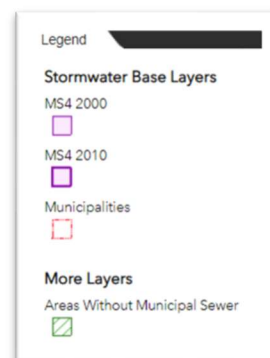 Legend
Stormwater Base Layers
MS4 2000
MS4 2010
Municipalities
More Layers
Areas Without Municipal Sewer